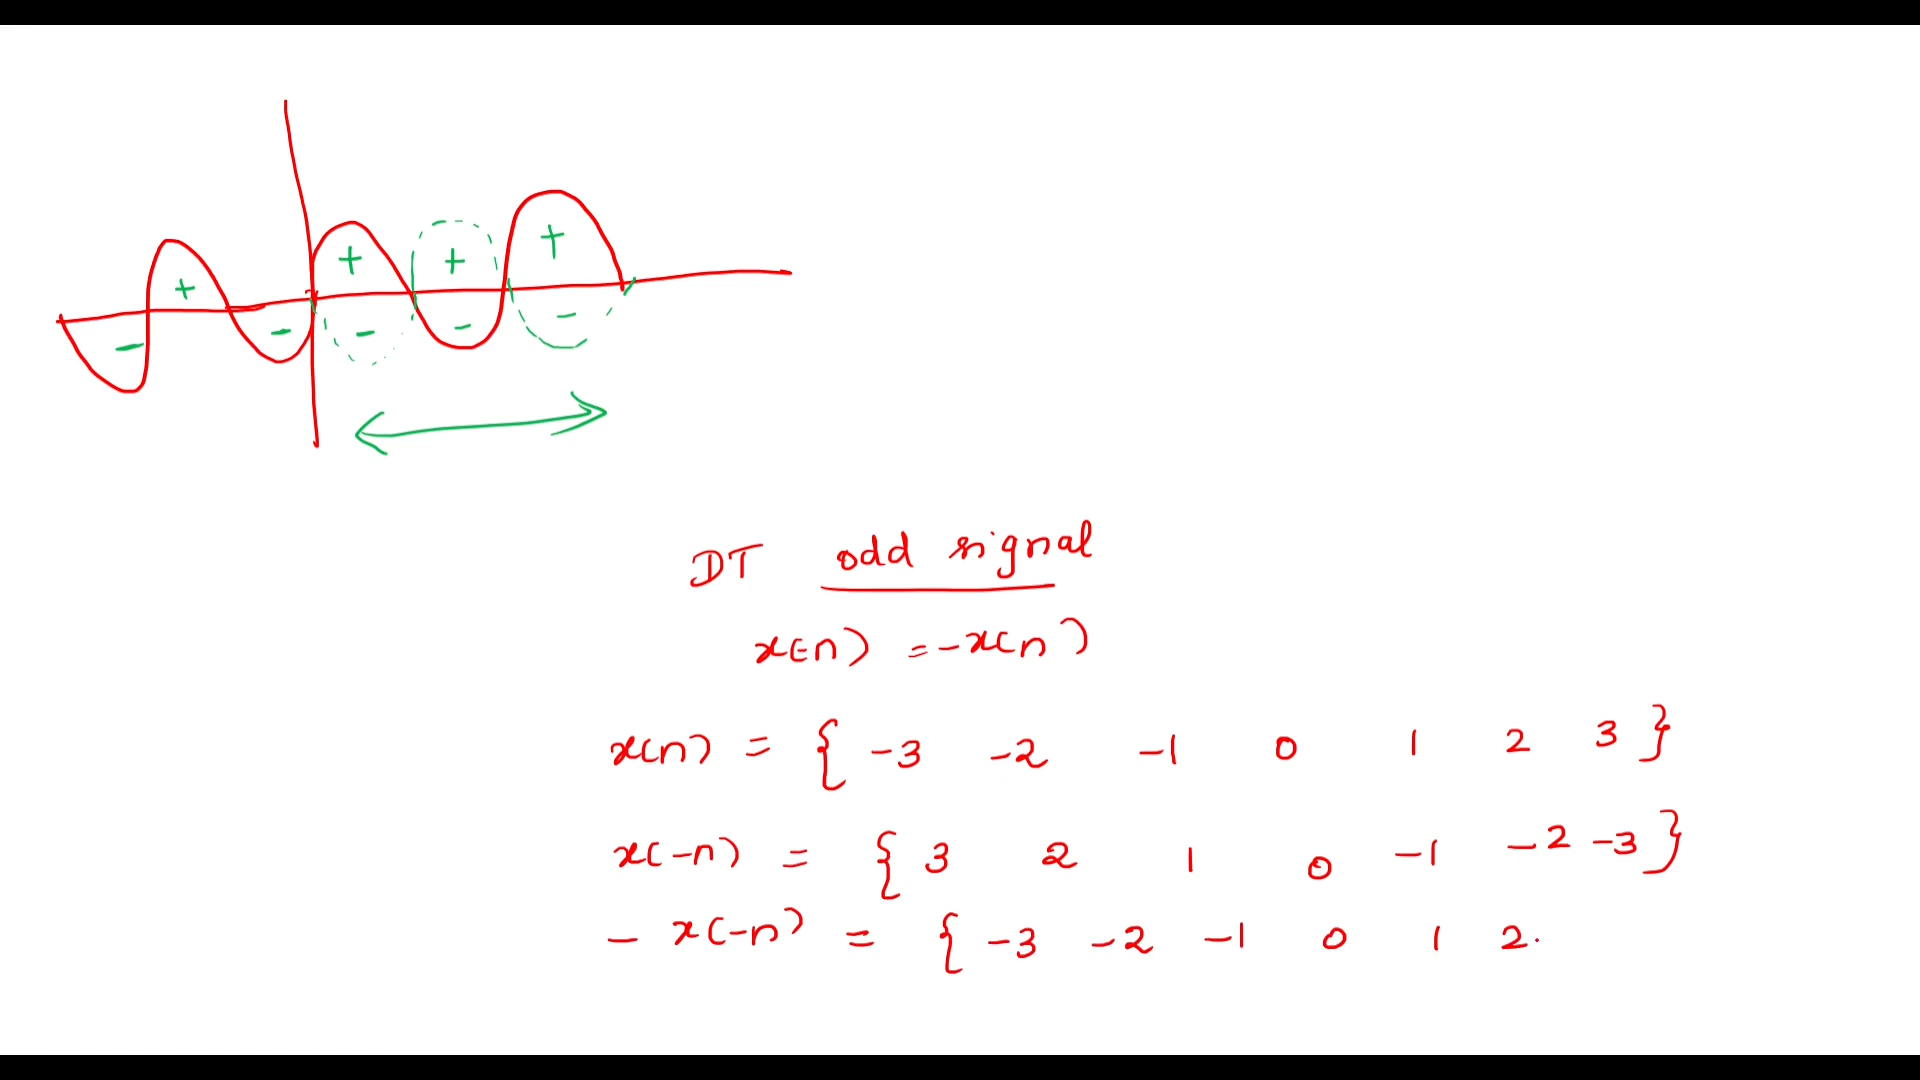 + + + +
- - - - -
DT odd signal
x(-n) = -x(n)
x(n) = { -3 -2 -1 0 1 2 3 }
x(-n) = { 3 2 1 0 -1 -2 -3 }
- x(-n) = { -3 -2 -1 0 1 2.